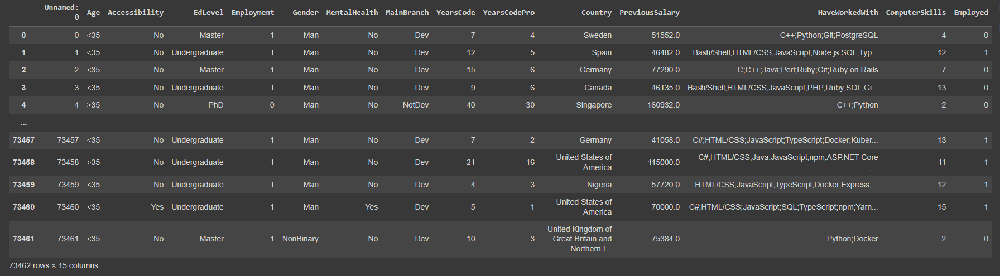 Unnamed: 0 Age Accessibility EdLevel Employment Gender MentalHealth MainBranch YearsCode YearsCodePro Country PreviousSalary HaveWorkedWith ComputerSkills Employed
0 0 <35 No Master 1 Man No Dev 7 4 Sweden 51552.0 C++;Python;Git;PostgreSQL 4 0
1 1 <35 No Undergraduate 1 Man No Dev 12 5 Spain 46482.0 Bash/Shell;HTML/CSS;JavaScript;Node.js;SQL;Typ... 12 1
2 2 <35 No Master 1 Man No Dev 15 6 Germany 77290.0 C;C++;Java;Perl;Ruby;Git;Ruby on Rails 7 0
3 3 <35 No Undergraduate 1 Man No Dev 9 6 Canada 46135.0 Bash/Shell;HTML/CSS;JavaScript;PHP;Ruby;SQL;Gi... 13 0
4 4 >35 No PhD 0 Man No NotDev 40 30 Singapore 160932.0 C++;Python 2 0
... ... ... ... ... ... ... ... ... ... ... ... ... ... ... ...
73457 73457 <35 No Undergraduate 1 Man No Dev 7 2 Germany 41058.0 C#;HTML/CSS;JavaScript;TypeScript;Docker;Kuber... 13 1
73458 73458 >35 No Undergraduate 1 Man No Dev 21 16 United States of America 115000.0 C#;HTML/CSS;Java;JavaScript;npm;ASP.NET Core ;... 11 1
73459 73459 <35 No Undergraduate 1 Man No Dev 4 3 Nigeria 57720.0 HTML/CSS;JavaScript;TypeScript;Docker;Express;... 12 1
73460 73460 <35 Yes Undergraduate 1 Man Yes Dev 5 1 United States of America 70000.0 C#;HTML/CSS;JavaScript;SQL;TypeScript;npm;Yarn... 15 1
73461 73461 <35 No Master 1 NonBinary No Dev 10 3 United Kingdom of Great Britain and Northern I... 75384.0 Python;Docker 2 0
73462 rows × 15 columns